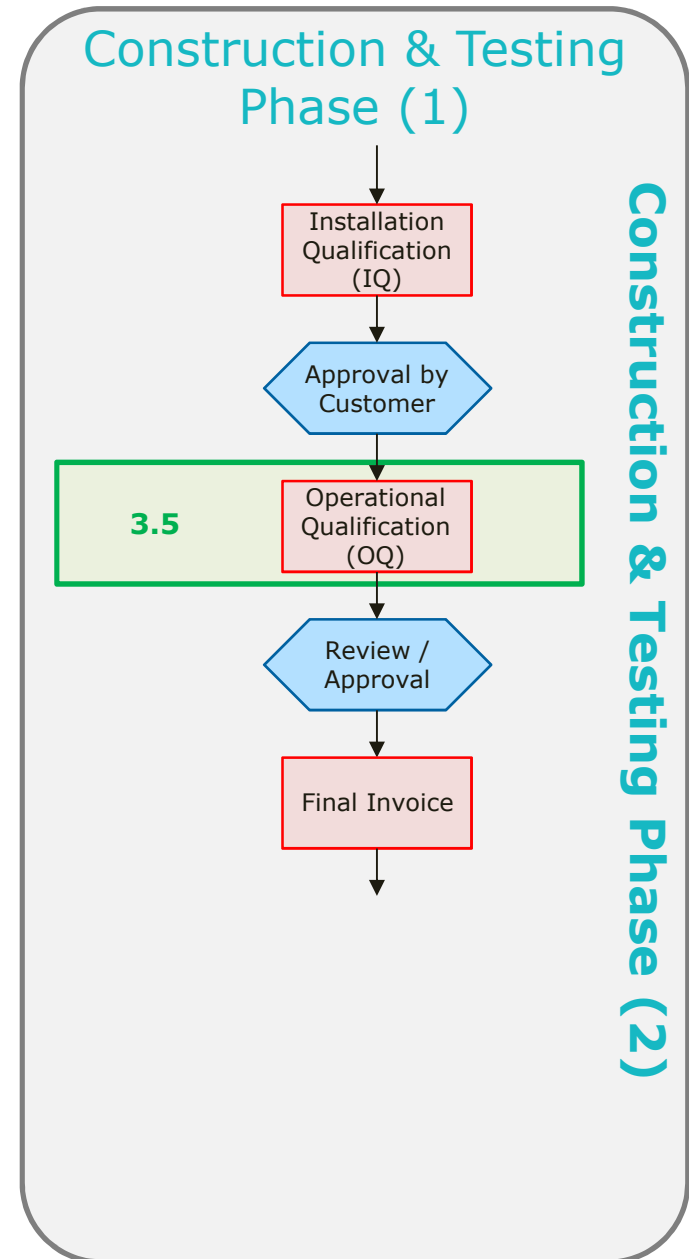 Construction & Testing
Phase (1)
Installation
Qualification
(IQ)
Approval by
Customer
3.5
Operational
Qualification
(OQ)
Review /
Approval
Final Invoice
Construction & Testing Phase (2)